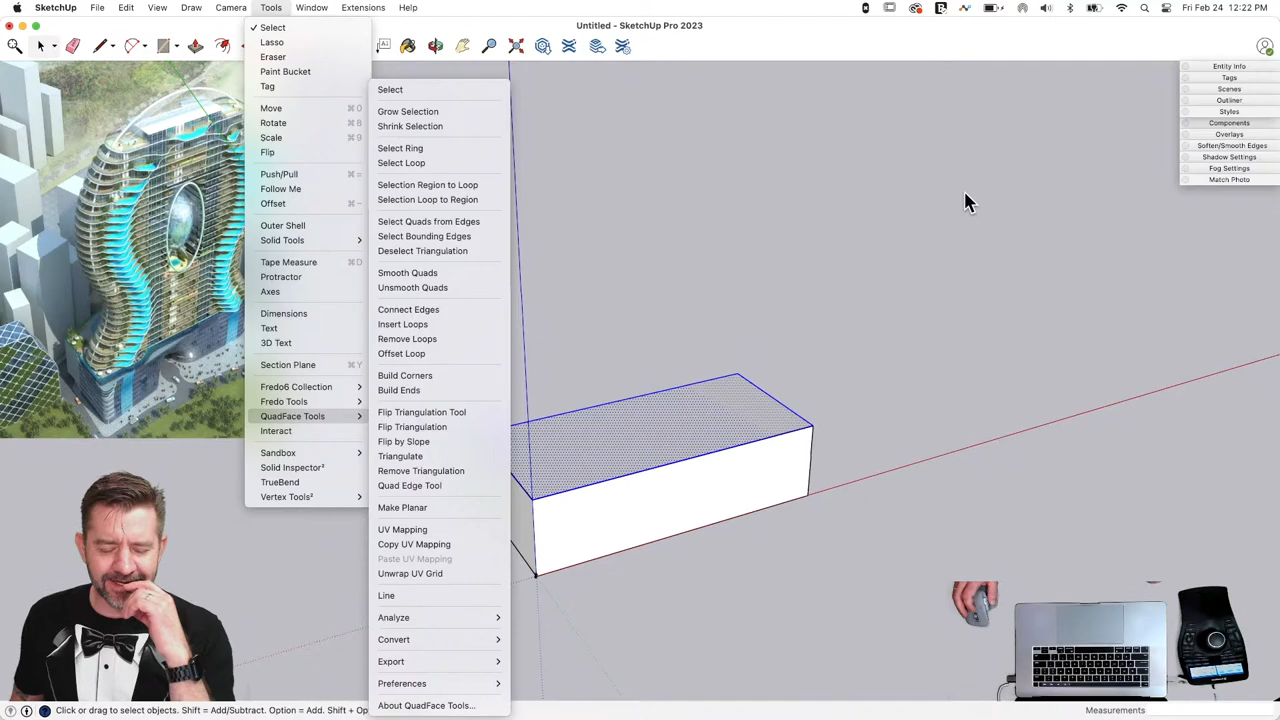 SketchUp File Edit View Draw Camera Tools Window Extensions Help Fri Feb 24 12:22 PM
Untitled - SketchUp Pro 2023
Select
Lasso
Eraser
Paint Bucket
Tag
Move ⌘0
Rotate ⌘8
Scale ⌘9
Flip
Push/Pull ⌘=
Follow Me
Offset ⌘-
Outer Shell
Solid Tools
Tape Measure ⌘D
Protractor
Axes
Dimensions
Text
3D Text
Section Plane ⌘Y
Fredo6 Collection
Fredo Tools
QuadFace Tools
Interact
Sandbox
Solid Inspector²
TrueBend
Vertex Tools²
Select
Grow Selection
Shrink Selection
Select Ring
Select Loop
Selection Region to Loop
Selection Loop to Region
Select Quads from Edges
Select Bounding Edges
Deselect Triangulation
Smooth Quads
Unsmooth Quads
Connect Edges
Insert Loops
Remove Loops
Offset Loop
Build Corners
Build Ends
Flip Triangulation Tool
Flip Triangulation
Flip by Slope
Triangulate
Remove Triangulation
Quad Edge Tool
Make Planar
UV Mapping
Copy UV Mapping
Paste UV Mapping
Unwrap UV Grid
Line
Analyze
Convert
Export
Preferences
About QuadFace Tools...
Entity Info
Tags
Scenes
Outliner
Styles
Components
Overlays
Soften/Smooth Edges
Shadow Settings
Fog Settings
Match Photo
Click or drag to select objects. Shift = Add/Subtract. Option = Add. Shift + Op
Measurements